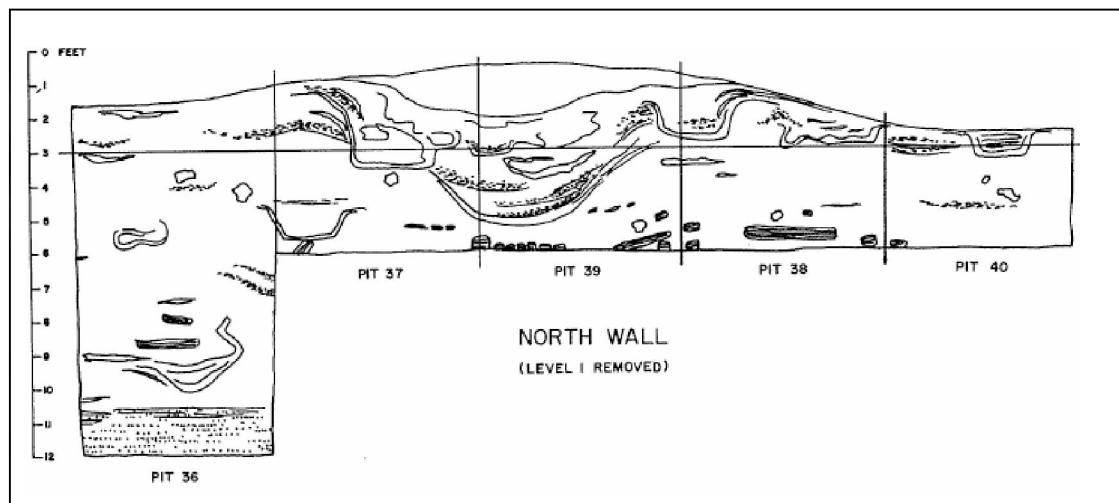 0 FEET
1
2
3
4
5
6
7
8
9
10
11
12
PIT 37
PIT 39
PIT 38
PIT 40
NORTH WALL
(LEVEL I REMOVED)
PIT 36